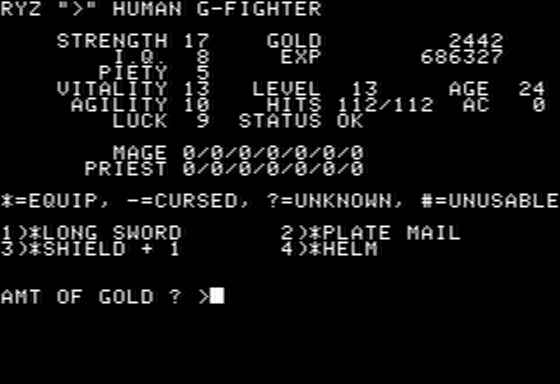 RYZ ">" HUMAN G-FIGHTER
STRENGTH 17 GOLD 2442
I.Q. 8 EXP 686327
PIETY 5
VITALITY 13 LEVEL 13 AGE 24
AGILITY 10 HITS 112/112 AC 0
LUCK 9 STATUS OK
MAGE 0/0/0/0/0/0/0
PRIEST 0/0/0/0/0/0/0
*=EQUIP, -=CURSED, ?=UNKNOWN, #=UNUSABLE
1)*LONG SWORD 2)*PLATE MAIL
3)*SHIELD + 1 4)*HELM
AMT OF GOLD ? >